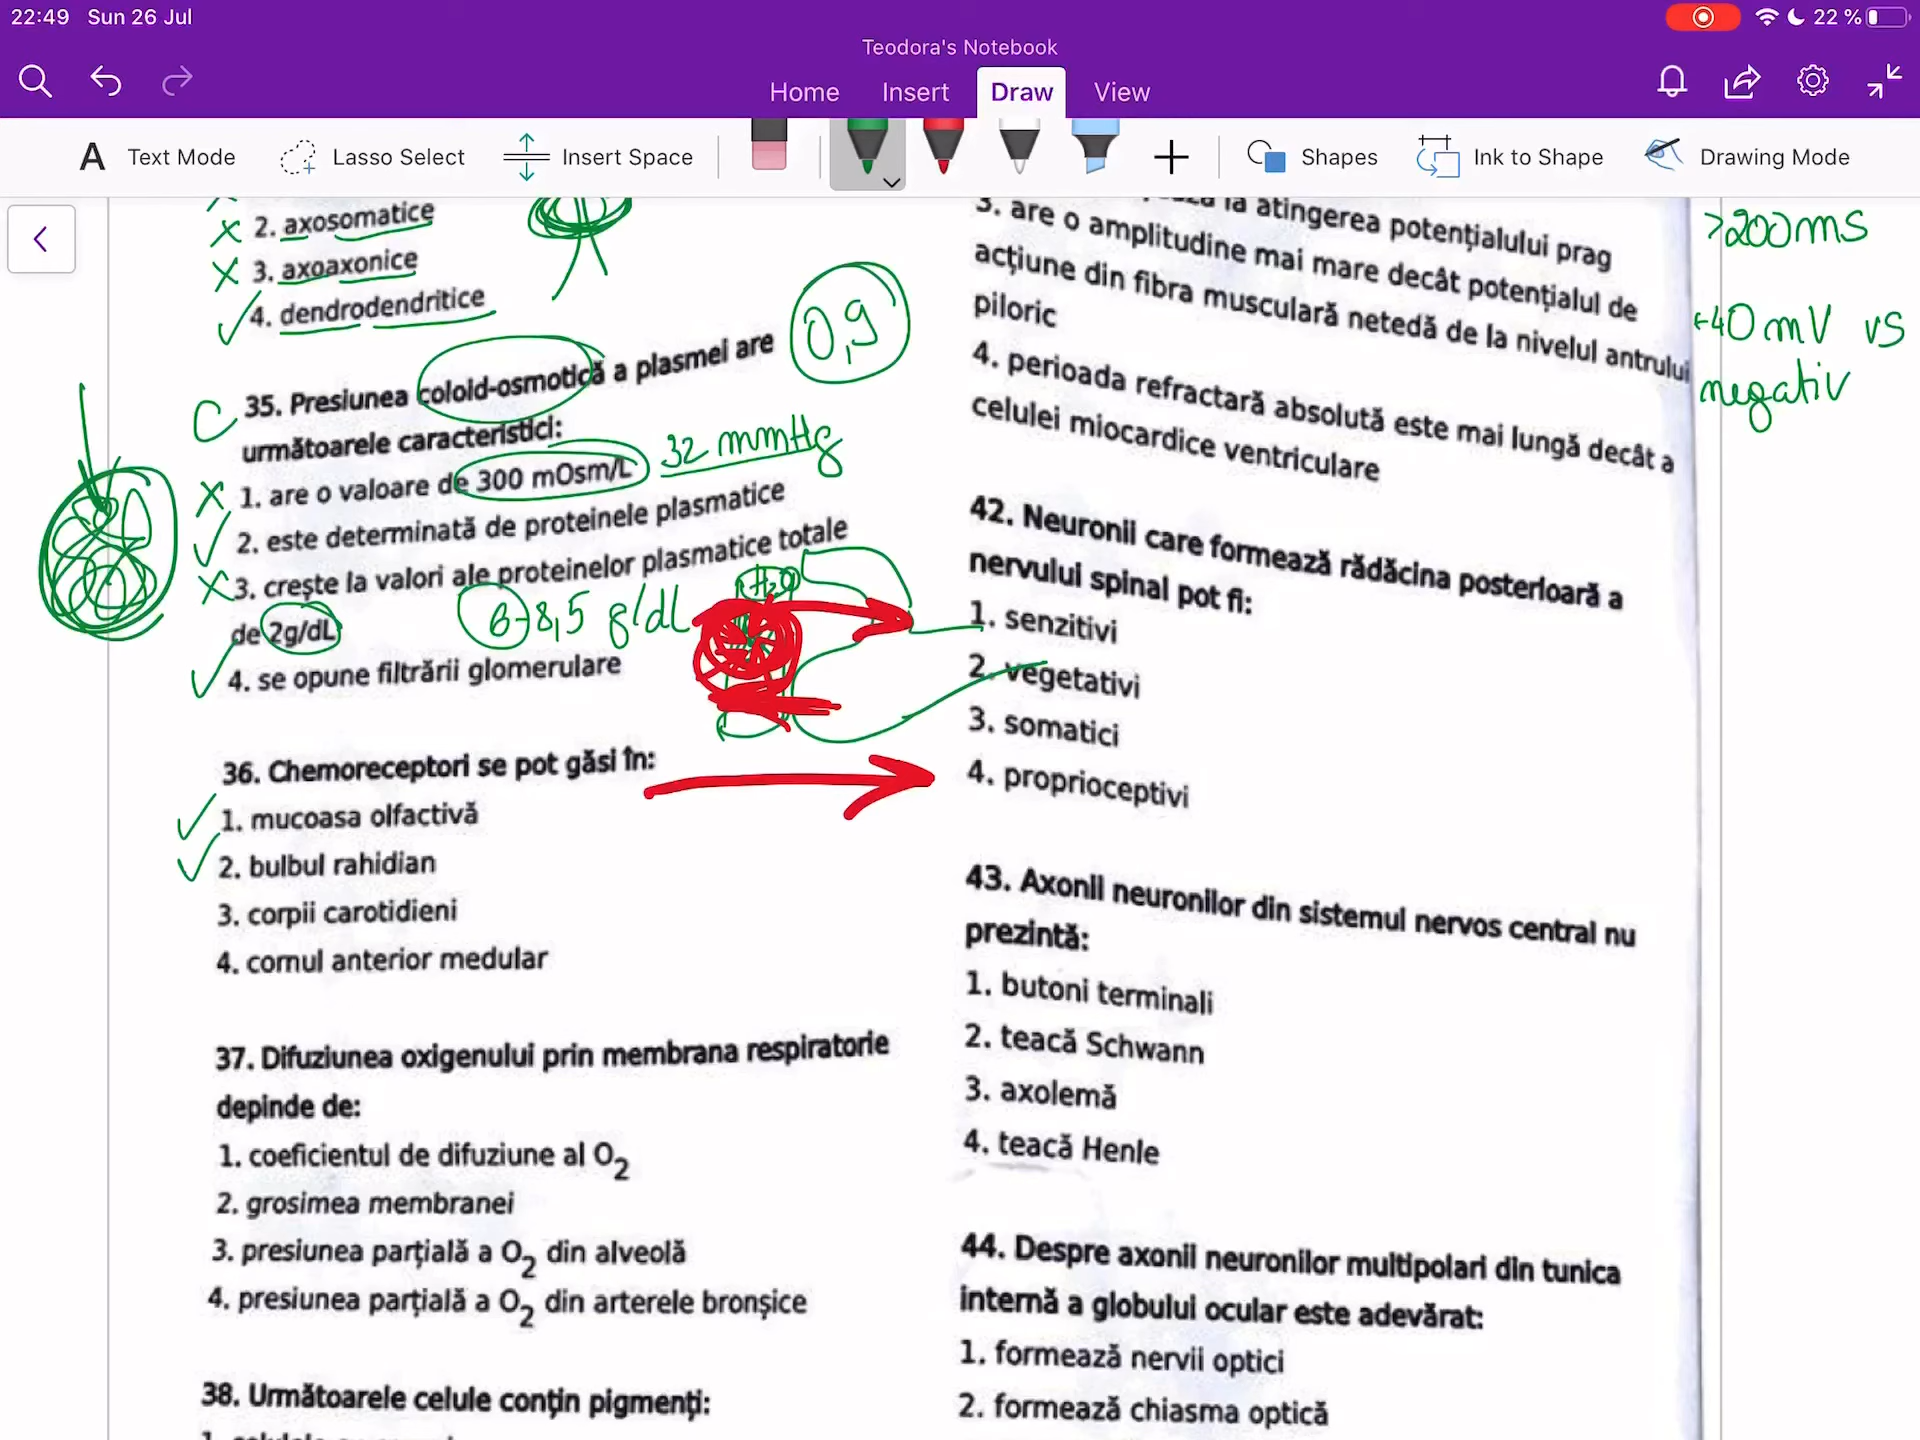 22:49 Sun 26 Jul
22 %
Teodora's Notebook
Home Insert Draw View
A Text Mode Lasso Select Insert Space Shapes Ink to Shape Drawing Mode
x 2. axosomatice
x 3. axoaxonice
4. dendrodendritice
0,9
C 35. Presiunea coloid-osmotică a plasmei are
următoarele caracteristici:
x 1. are o valoare de 300 mOsm/L 32 mmHg
2. este determinată de proteinele plasmatice
x 3. crește la valori ale proteinelor plasmatice totale
de 2g/dL 6-8,5 g/dL
H2O
4. se opune filtrării glomerulare
36. Chemoreceptori se pot găsi în:
1. mucoasa olfactivă
2. bulbul rahidian
3. corpii carotidieni
4. cornul anterior medular
37. Difuziunea oxigenului prin membrana respiratorie
depinde de:
1. coeficientul de difuziune al O2
2. grosimea membranei
3. presiunea parțială a O2 din alveolă
4. presiunea parțială a O2 din arterele bronșice
38. Următoarele celule conțin pigmenți:
la atingerea potențialului prag
3. are o amplitudine mai mare decât potențialul de
acțiune din fibra musculară netedă de la nivelul antrului
piloric
4. perioada refractară absolută este mai lungă decât a
celulei miocardice ventriculare
>200ms
+40 mV vs
negativ
42. Neuronii care formează rădăcina posterioară a
nervului spinal pot fi:
1. senzitivi
2. vegetativi
3. somatici
4. proprioceptivi
43. Axonii neuronilor din sistemul nervos central nu
prezintă:
1. butoni terminali
2. teacă Schwann
3. axolemă
4. teacă Henle
44. Despre axonii neuronilor multipolari din tunica
internă a globului ocular este adevărat:
1. formează nervii optici
2. formează chiasma optică